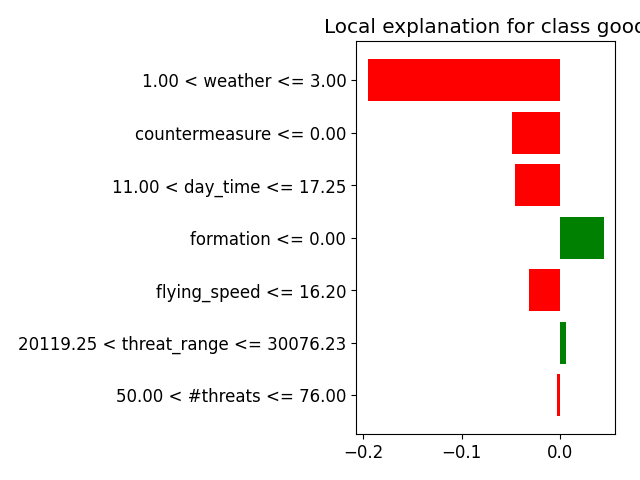 Local explanation for class good
1.00 < weather <= 3.00
countermeasure <= 0.00
11.00 < day_time <= 17.25
formation <= 0.00
flying_speed <= 16.20
20119.25 < threat_range <= 30076.23
50.00 < #threats <= 76.00
−0.2 −0.1 0.0